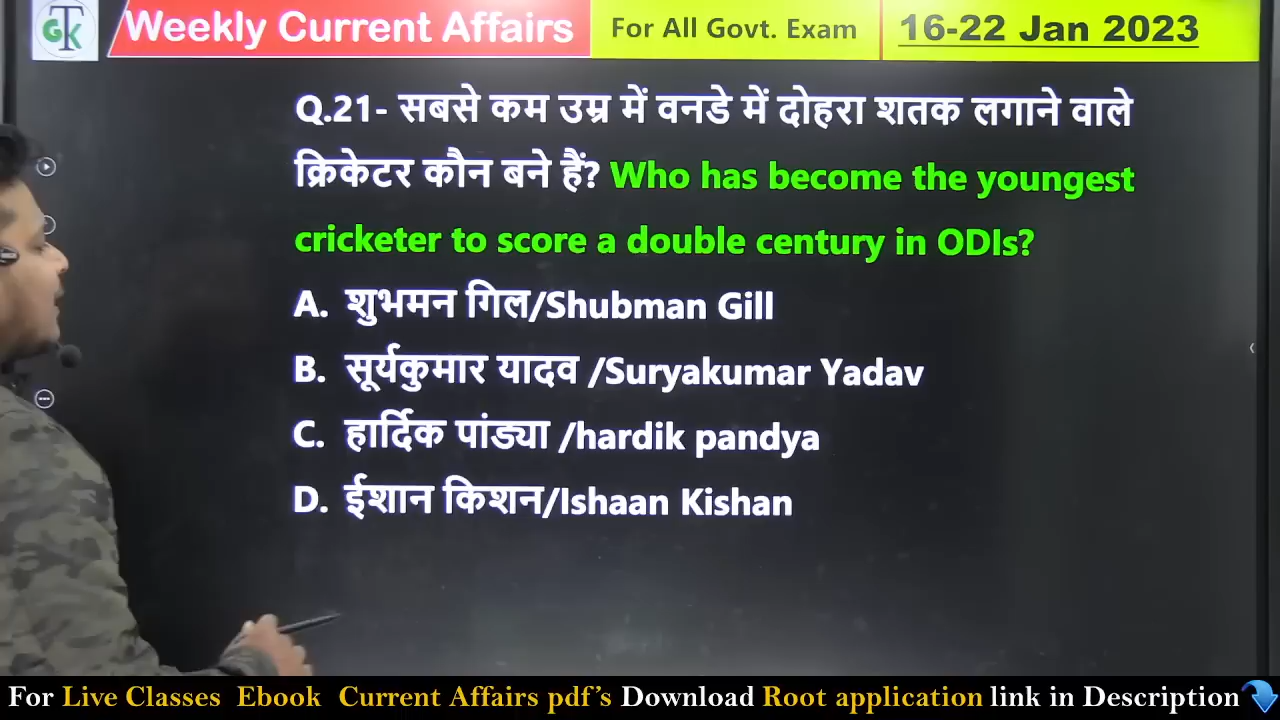 GTK
Weekly Current Affairs
For All Govt. Exam
16-22 Jan 2023
Q.21- सबसे कम उम्र में वनडे में दोहरा शतक लगाने वाले
क्रिकेटर कौन बने हैं? Who has become the youngest
cricketer to score a double century in ODIs?
A. शुभमन गिल/Shubman Gill
B. सूर्यकुमार यादव /Suryakumar Yadav
C. हार्दिक पांड्या /hardik pandya
D. ईशान किशन/Ishaan Kishan
For Live Classes Ebook Current Affairs pdf's Download Root application link in Description